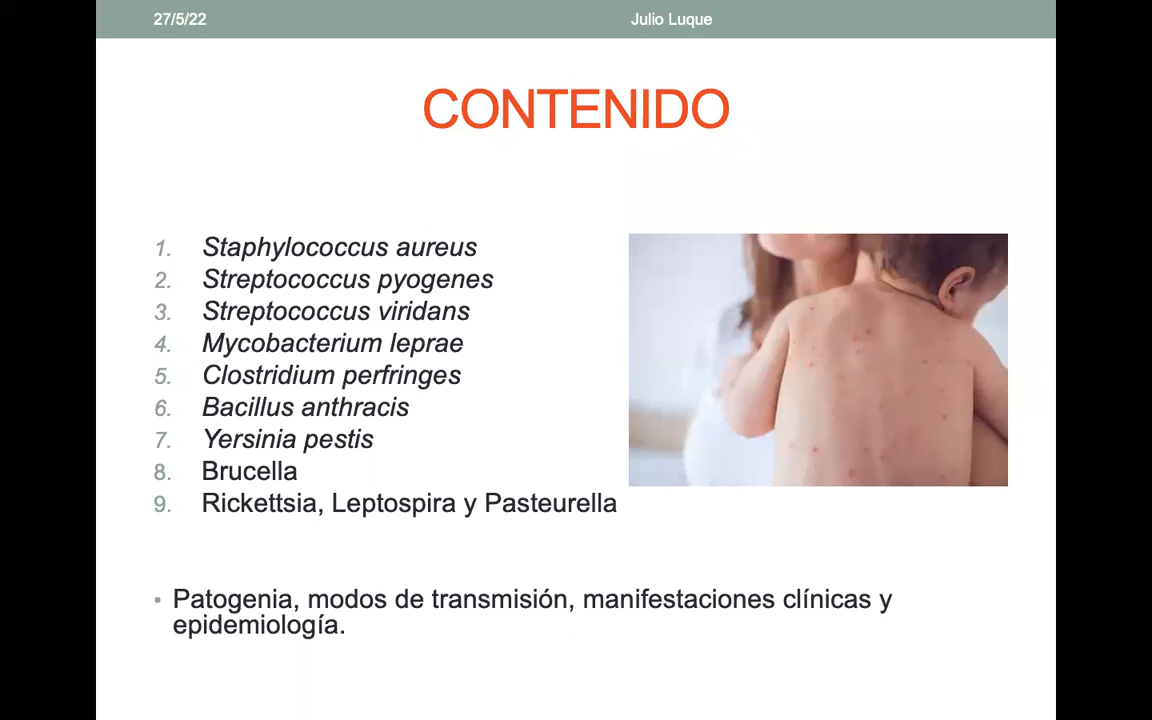 27/5/22
Julio Luque
CONTENIDO
1. Staphylococcus aureus
2. Streptococcus pyogenes
3. Streptococcus viridans
4. Mycobacterium leprae
5. Clostridium perfringes
6. Bacillus anthracis
7. Yersinia pestis
8. Brucella
9. Rickettsia, Leptospira y Pasteurella
• Patogenia, modos de transmisión, manifestaciones clínicas y
epidemiología.